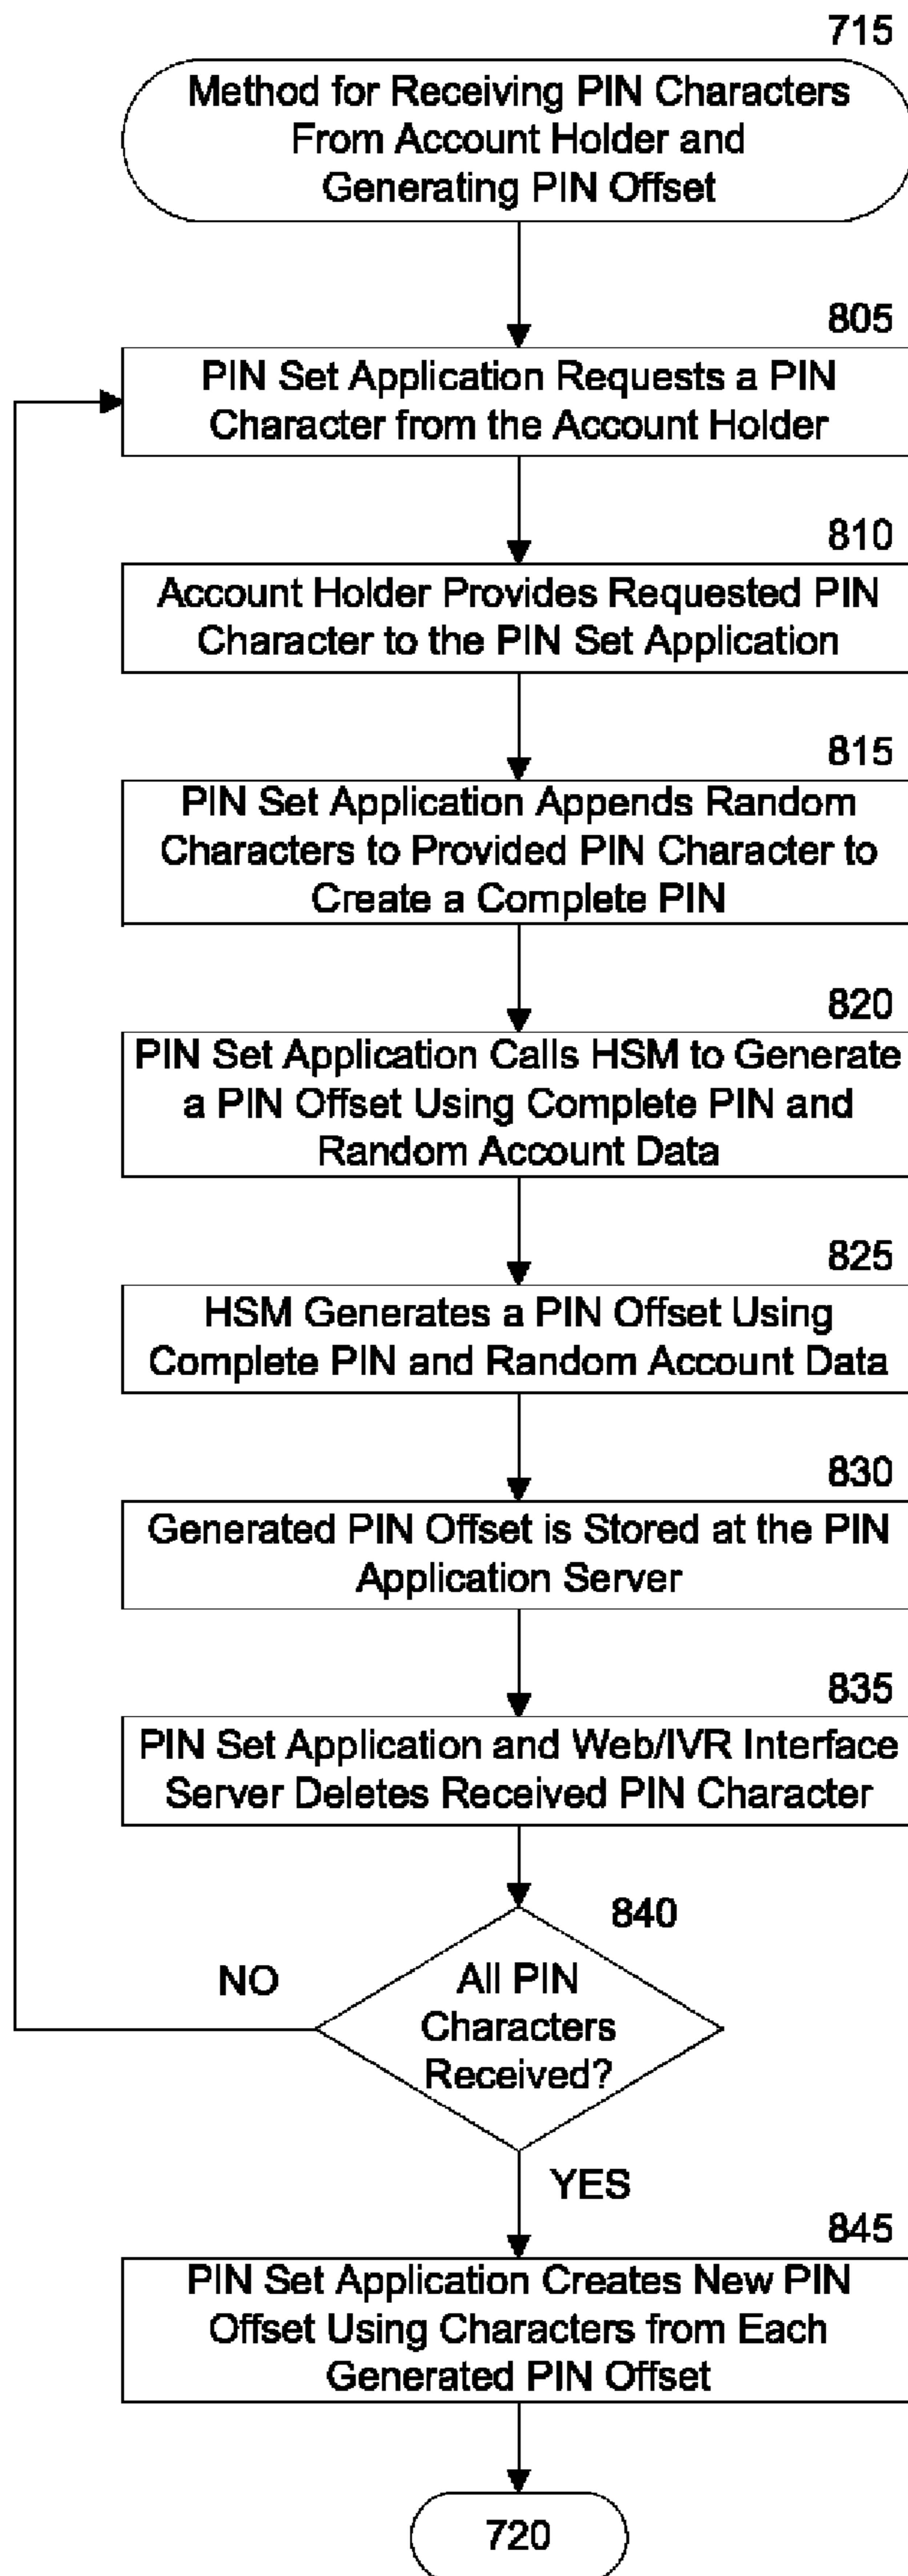 715
Method for Receiving PIN Characters
From Account Holder and
Generating PIN Offset
805
PIN Set Application Requests a PIN
Character from the Account Holder
810
Account Holder Provides Requested PIN
Character to the PIN Set Application
815
PIN Set Application Appends Random
Characters to Provided PIN Character to
Create a Complete PIN
820
PIN Set Application Calls HSM to Generate
a PIN Offset Using Complete PIN and
Random Account Data
825
HSM Generates a PIN Offset Using
Complete PIN and Random Account Data
830
Generated PIN Offset is Stored at the PIN
Application Server
835
PIN Set Application and Web/IVR Interface
Server Deletes Received PIN Character
840
NO
All PIN
Characters
Received?
YES
845
PIN Set Application Creates New PIN
Offset Using Characters from Each
Generated PIN Offset
720